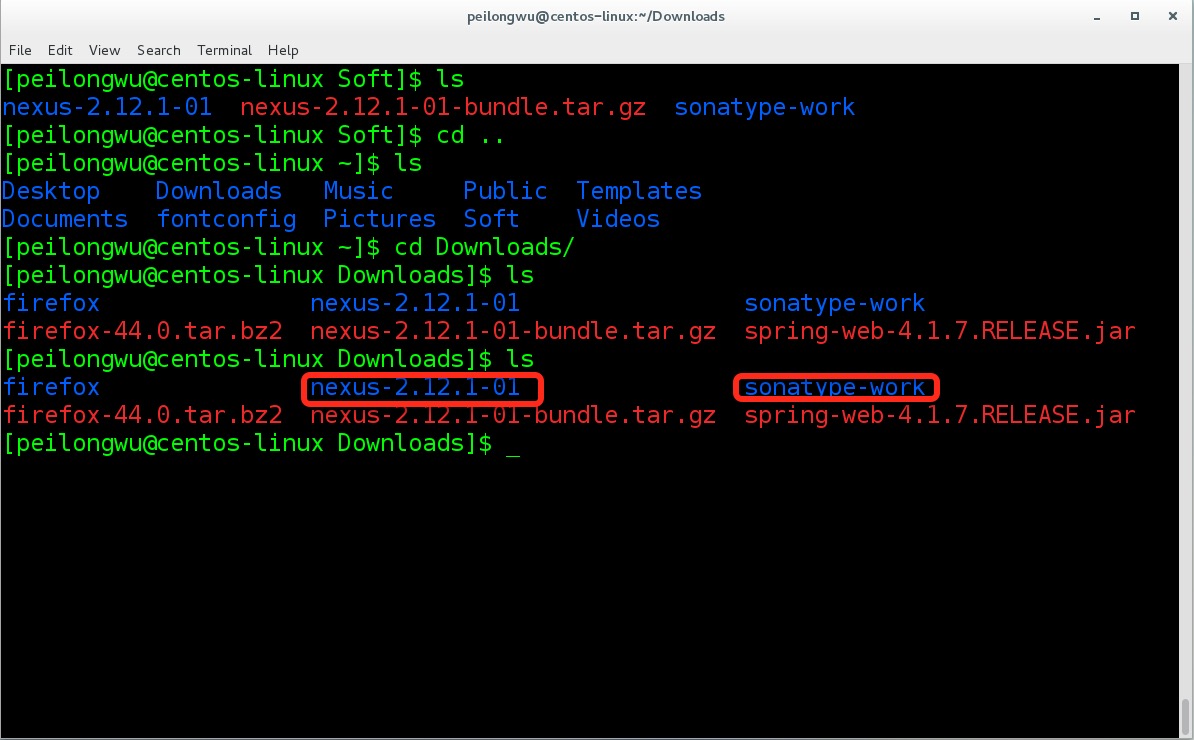 peilongwu@centos-linux:~/Downloads
File Edit View Search Terminal Help
[peilongwu@centos-linux Soft]$ ls
nexus-2.12.1-01 nexus-2.12.1-01-bundle.tar.gz sonatype-work
[peilongwu@centos-linux Soft]$ cd ..
[peilongwu@centos-linux ~]$ ls
Desktop Downloads Music Public Templates
Documents fontconfig Pictures Soft Videos
[peilongwu@centos-linux ~]$ cd Downloads/
[peilongwu@centos-linux Downloads]$ ls
firefox nexus-2.12.1-01 sonatype-work
firefox-44.0.tar.bz2 nexus-2.12.1-01-bundle.tar.gz spring-web-4.1.7.RELEASE.jar
[peilongwu@centos-linux Downloads]$ ls
firefox nexus-2.12.1-01 sonatype-work
firefox-44.0.tar.bz2 nexus-2.12.1-01-bundle.tar.gz spring-web-4.1.7.RELEASE.jar
[peilongwu@centos-linux Downloads]$ _